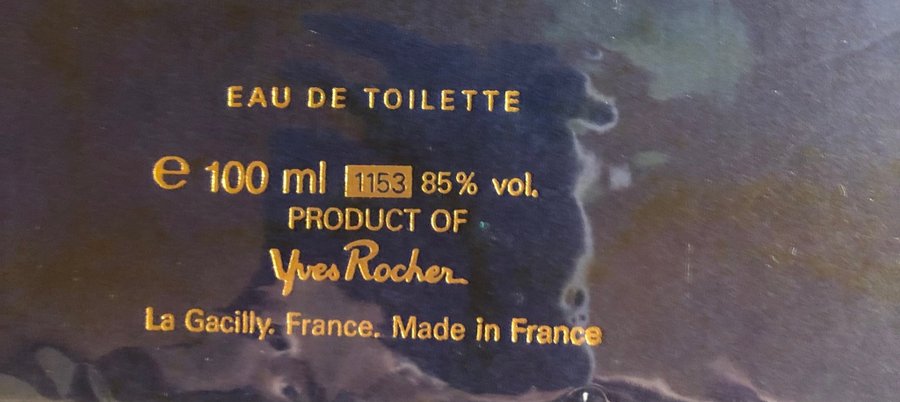 EAU DE TOILETTE
℮ 100 ml 1153 85% vol.
PRODUCT OF
Yves Rocher
La Gacilly. France. Made in France